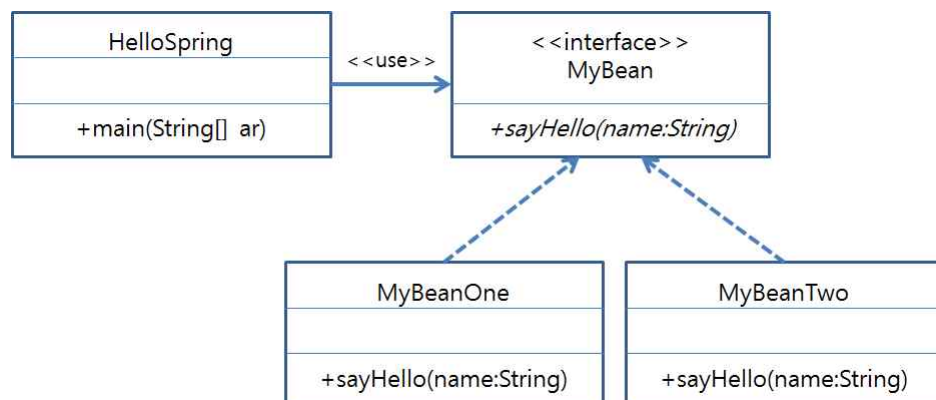 HelloSpring
+main(String[] ar)
<<use>>
<<interface>>
MyBean
+sayHello(name:String)
MyBeanOne
+sayHello(name:String)
MyBeanTwo
+sayHello(name:String)